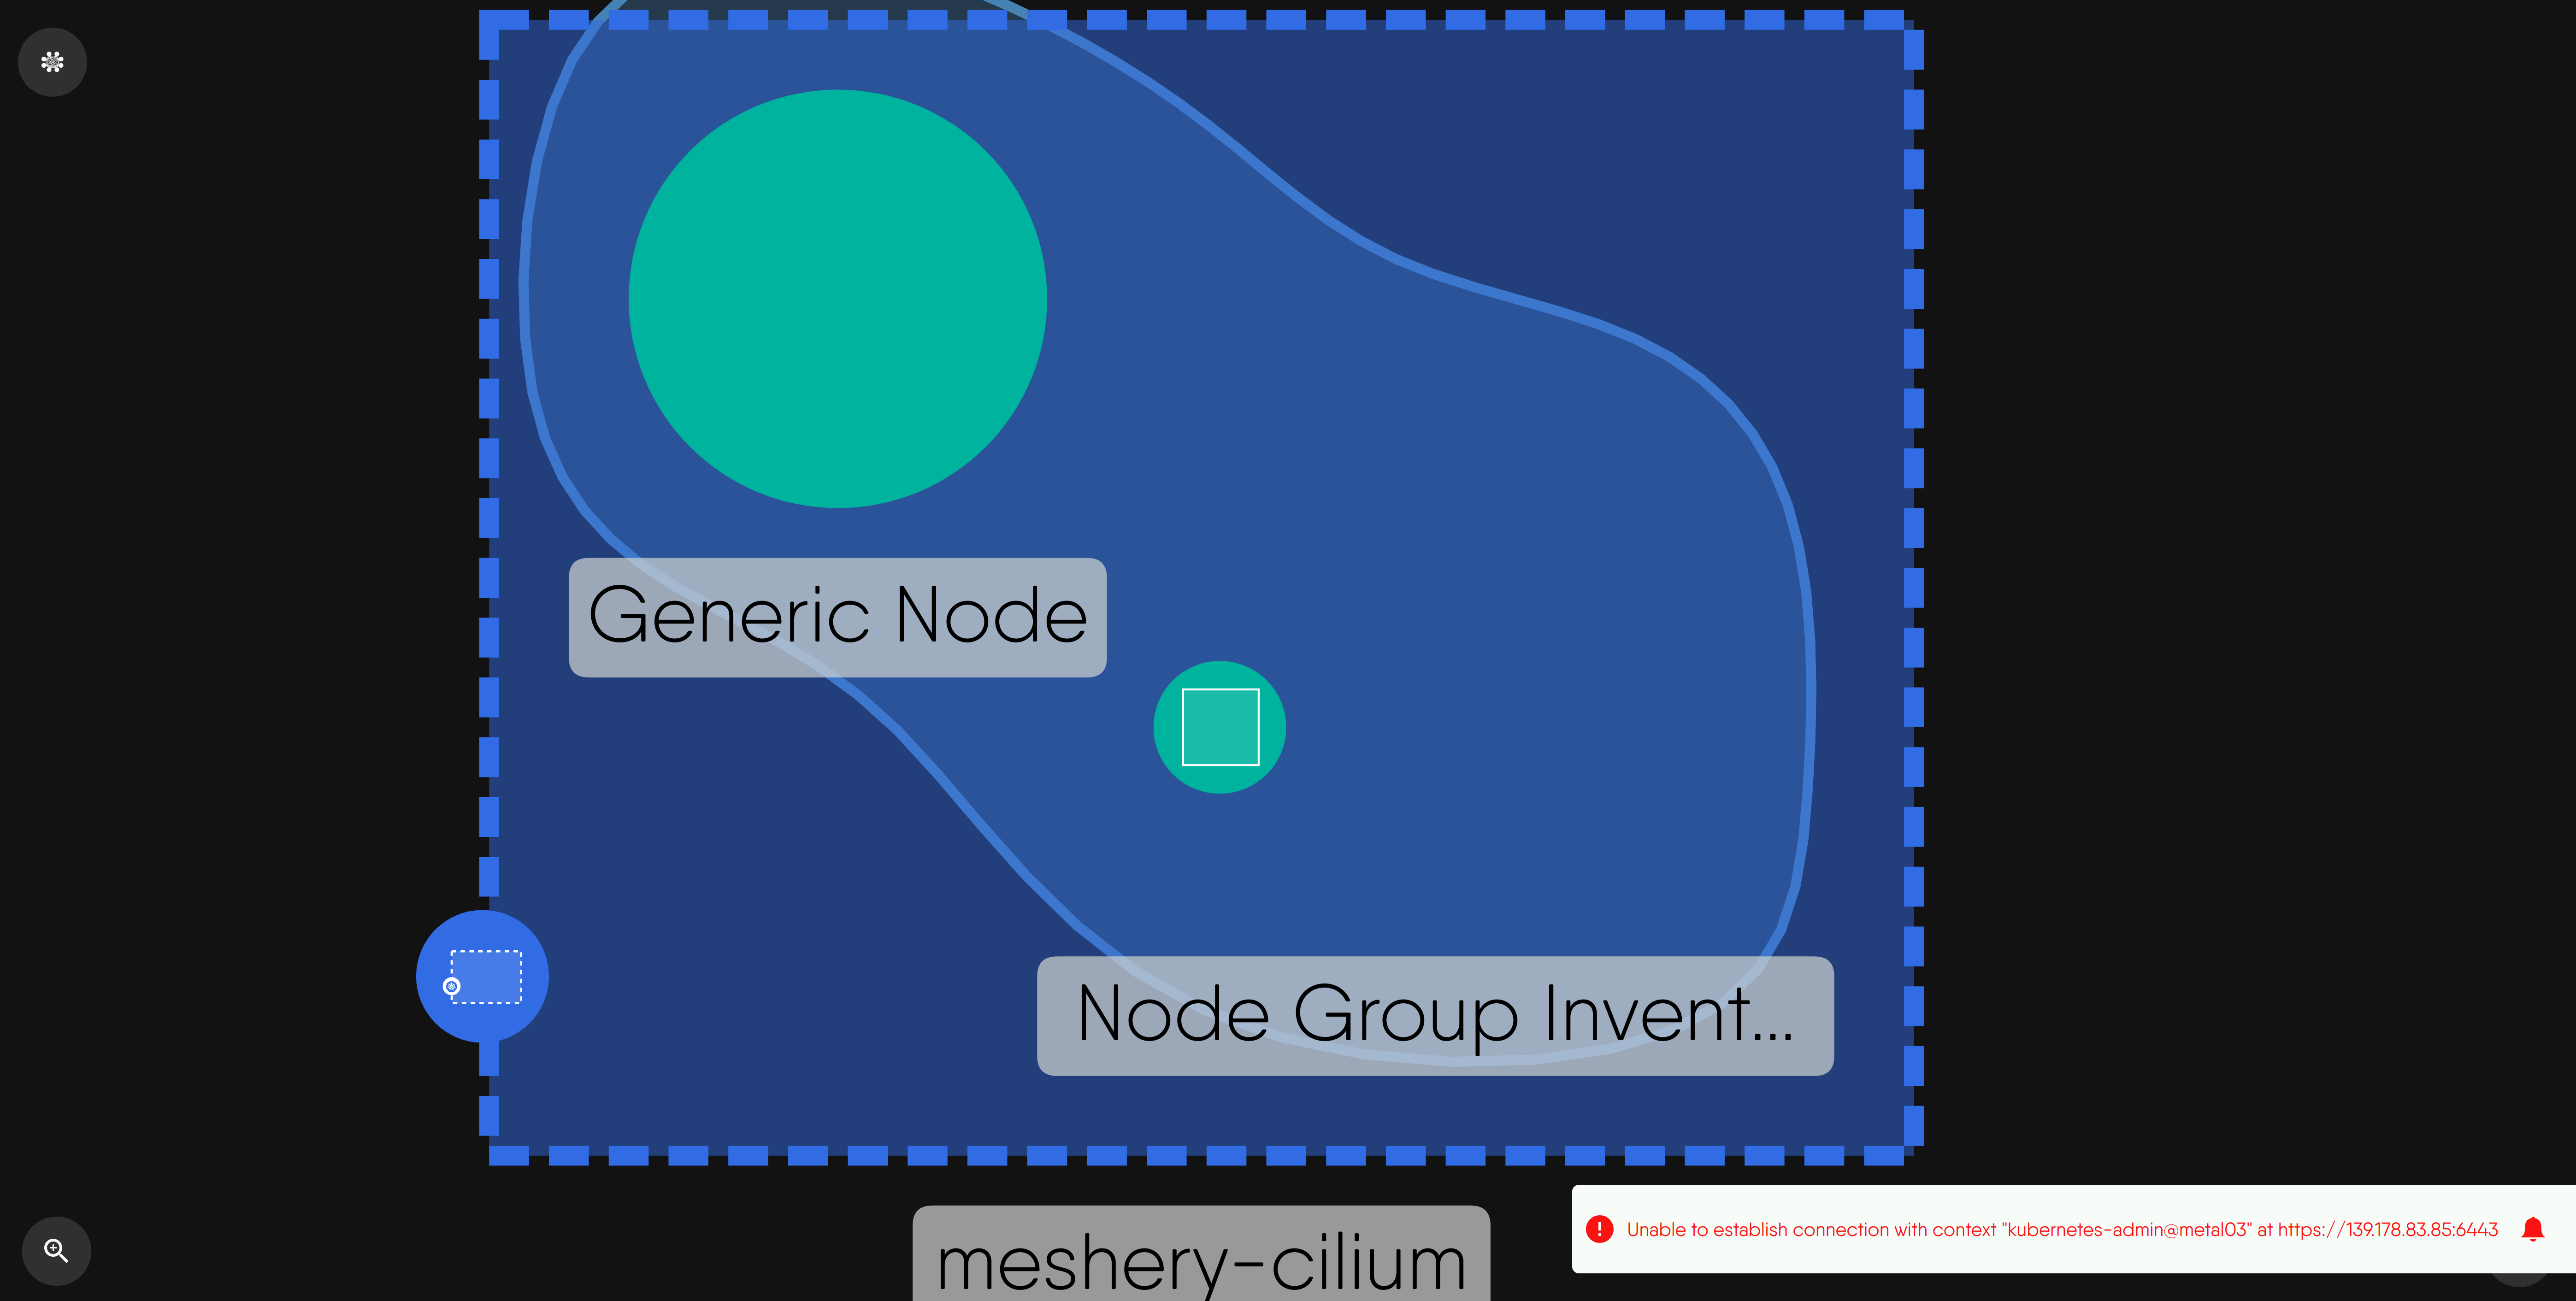 Generic Node
Node Group Invent...
meshery-cilium
Unable to establish connection with context "kubernetes-admin@metal03" at https://139.178.83.85:6443